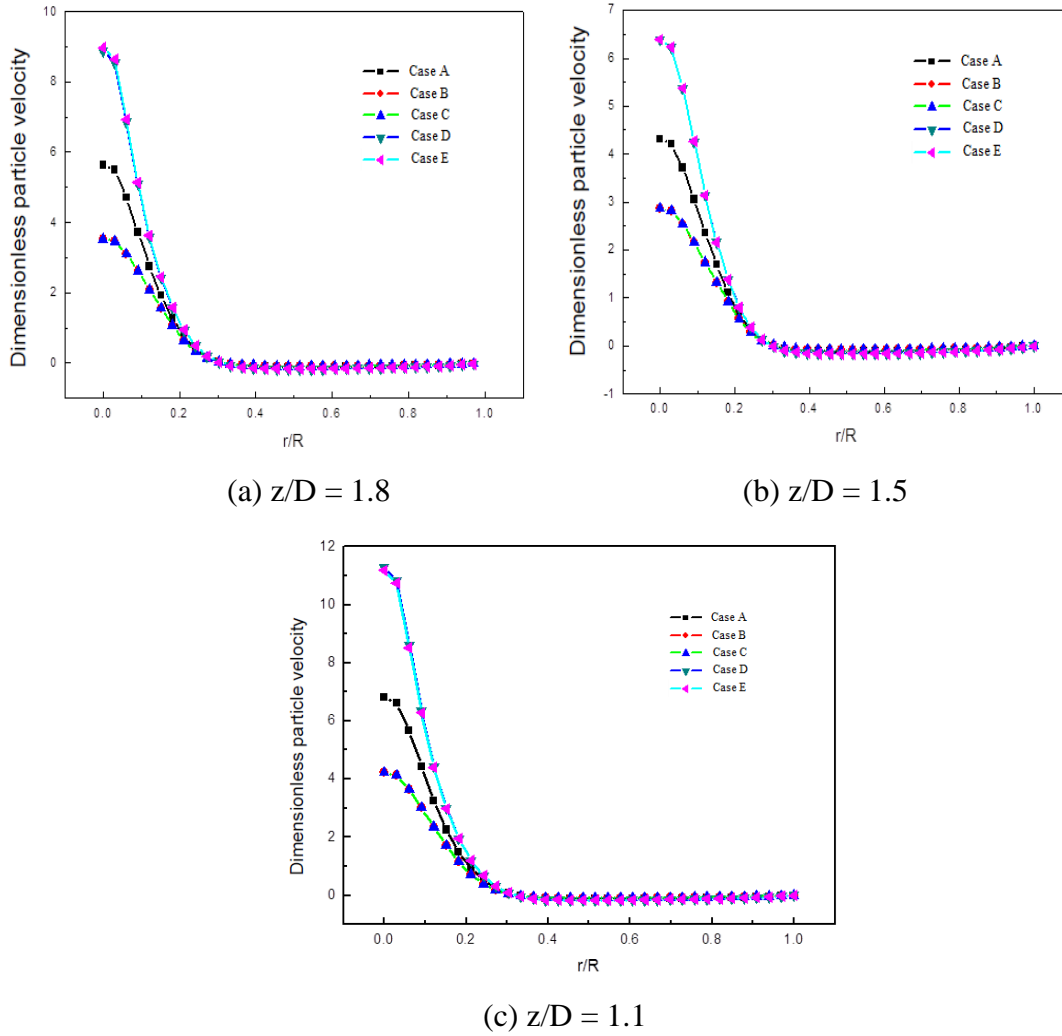 10
8
6
4
2
0
Dimensionless particle velocity
Case A
Case B
Case C
Case D
Case E
0.0 0.2 0.4 0.6 0.8 1.0
r/R
(a) z/D = 1.8
7
6
5
4
3
2
1
0
-1
Dimensionless particle velocity
Case A
Case B
Case C
Case D
Case E
0.0 0.2 0.4 0.6 0.8 1.0
r/R
(b) z/D = 1.5
12
10
8
6
4
2
0
Dimensionless particle velocity
Case A
Case B
Case C
Case D
Case E
0.0 0.2 0.4 0.6 0.8 1.0
r/R
(c) z/D = 1.1